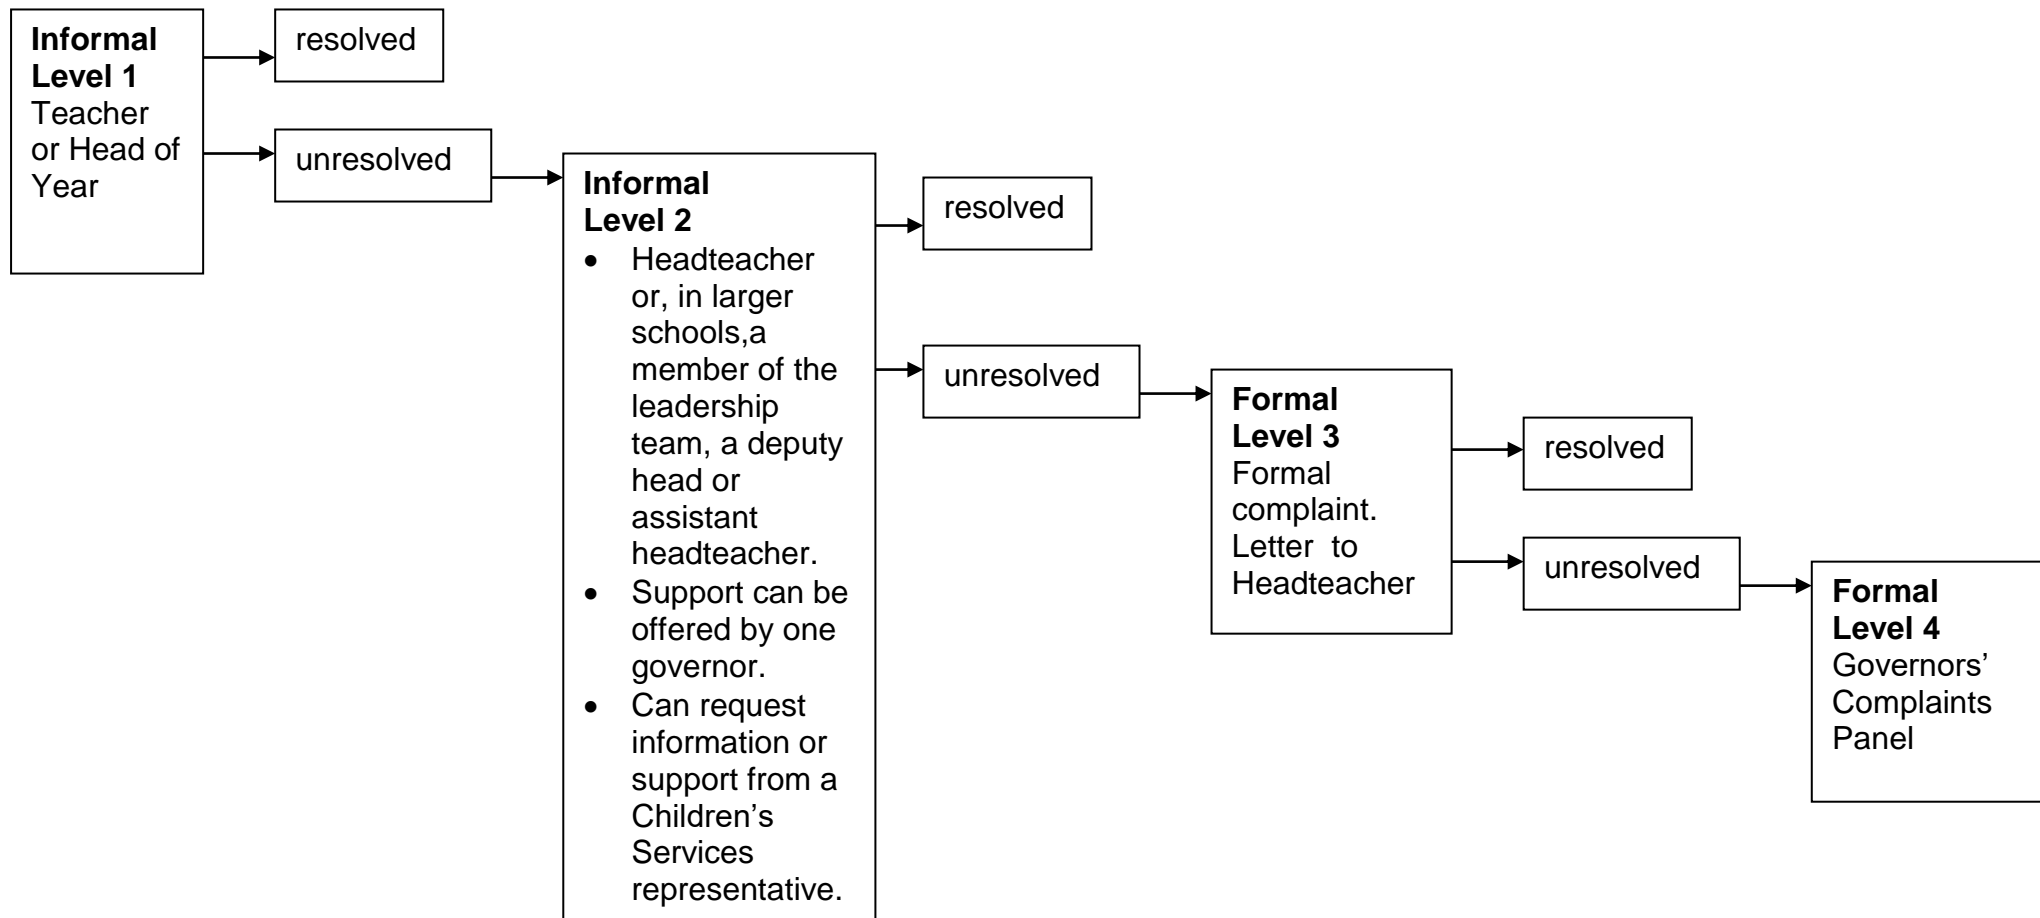 Informal
Level 1
Teacher
or Head of
Year
resolved
unresolved
Informal
Level 2
• Headteacher
or, in larger
schools,a
member of the
leadership
team, a deputy
head or
assistant
headteacher.
• Support can be
offered by one
governor.
• Can request
information or
support from a
Children’s
Services
representative.
resolved
unresolved
Formal
Level 3
Formal
complaint.
Letter  to
Headteacher
resolved
unresolved
Formal
Level 4
Governors’
Complaints
Panel